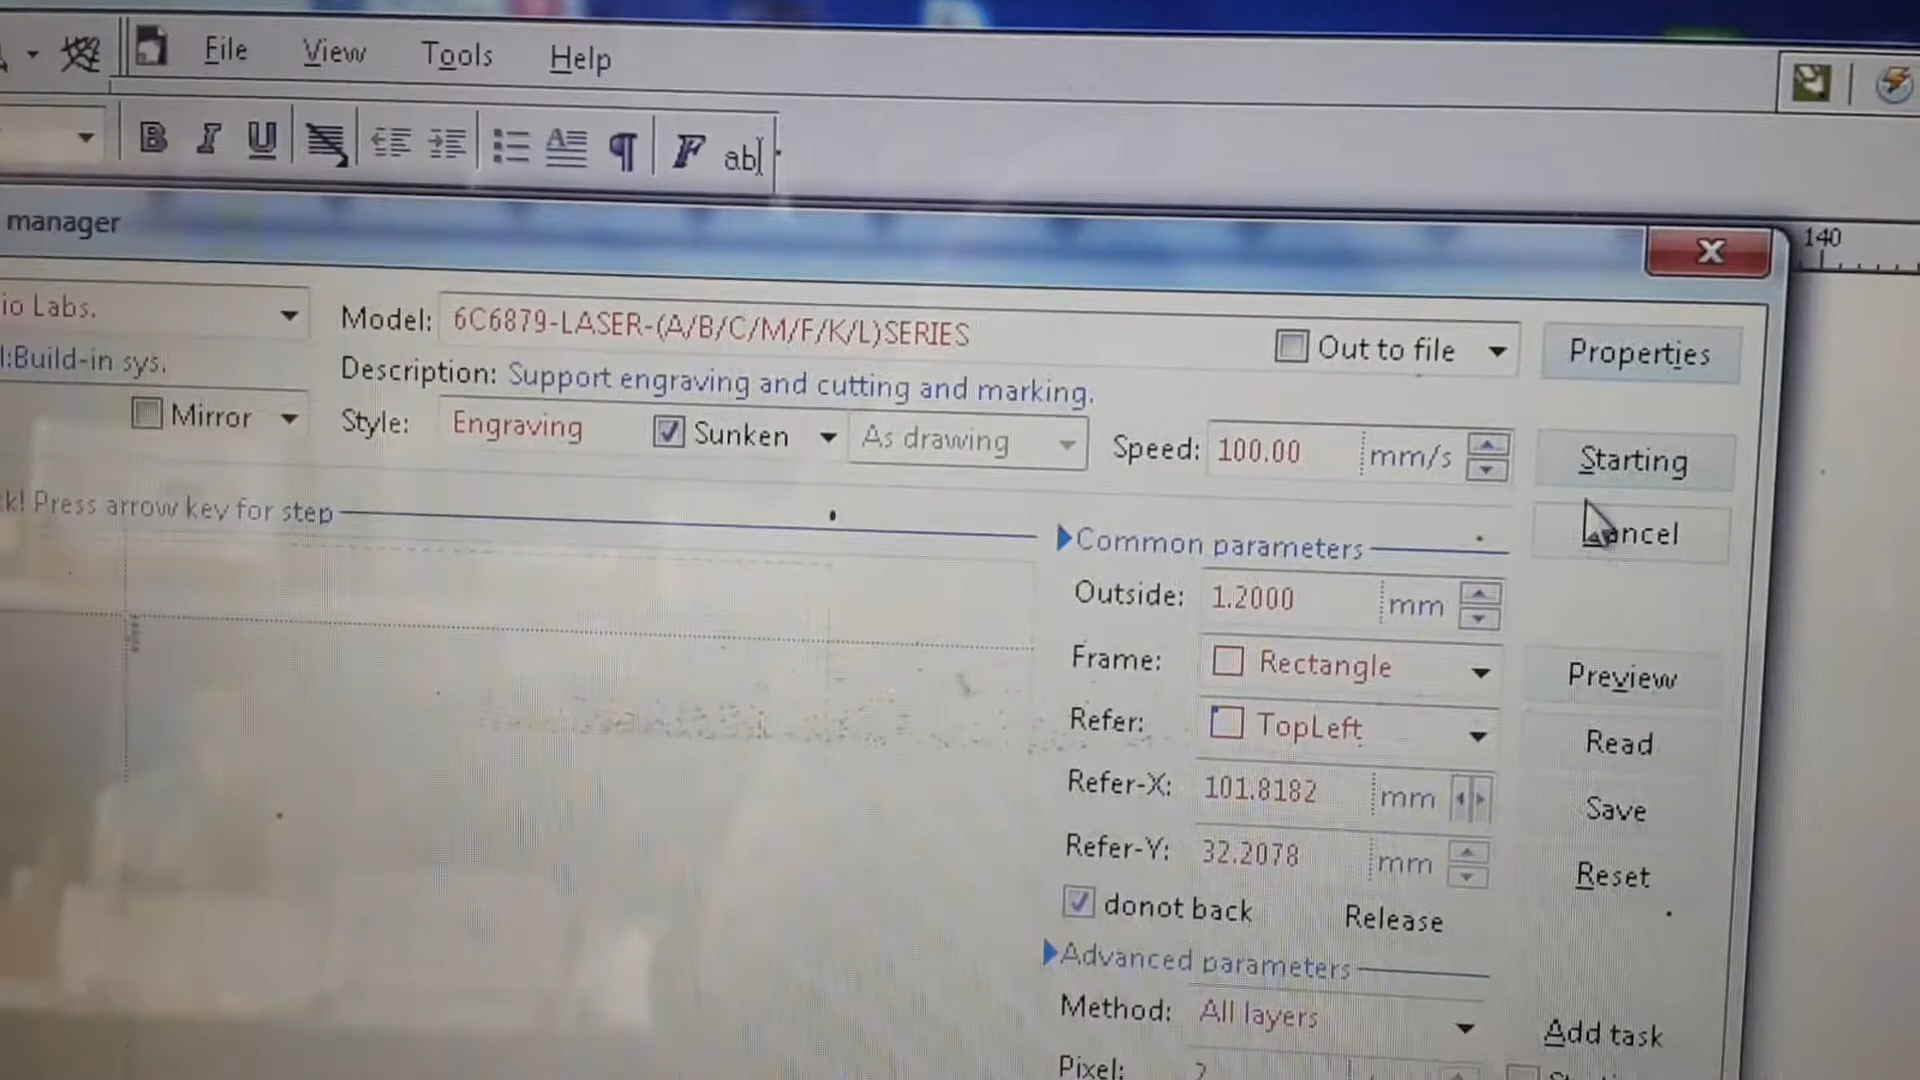 File View Tools Help
B I U F ab
manager
140
io Labs.
Model: 6C6879-LASER-(A/B/C/M/F/K/L)SERIES
Out to file
Properties
:Build-in sys.
Description: Support engraving and cutting and marking.
Mirror
Style: Engraving
Sunken
As drawing
Speed: 100.00 mm/s
Starting
k! Press arrow key for step
Common parameters
Cancel
Outside: 1.2000 mm
Frame: Rectangle
Preview
Refer: TopLeft
Read
Refer-X: 101.8182 mm
Save
Refer-Y: 32.2078 mm
Reset
donot back
Release
Advanced parameters
Method: All layers
Add task
Pixel: 2